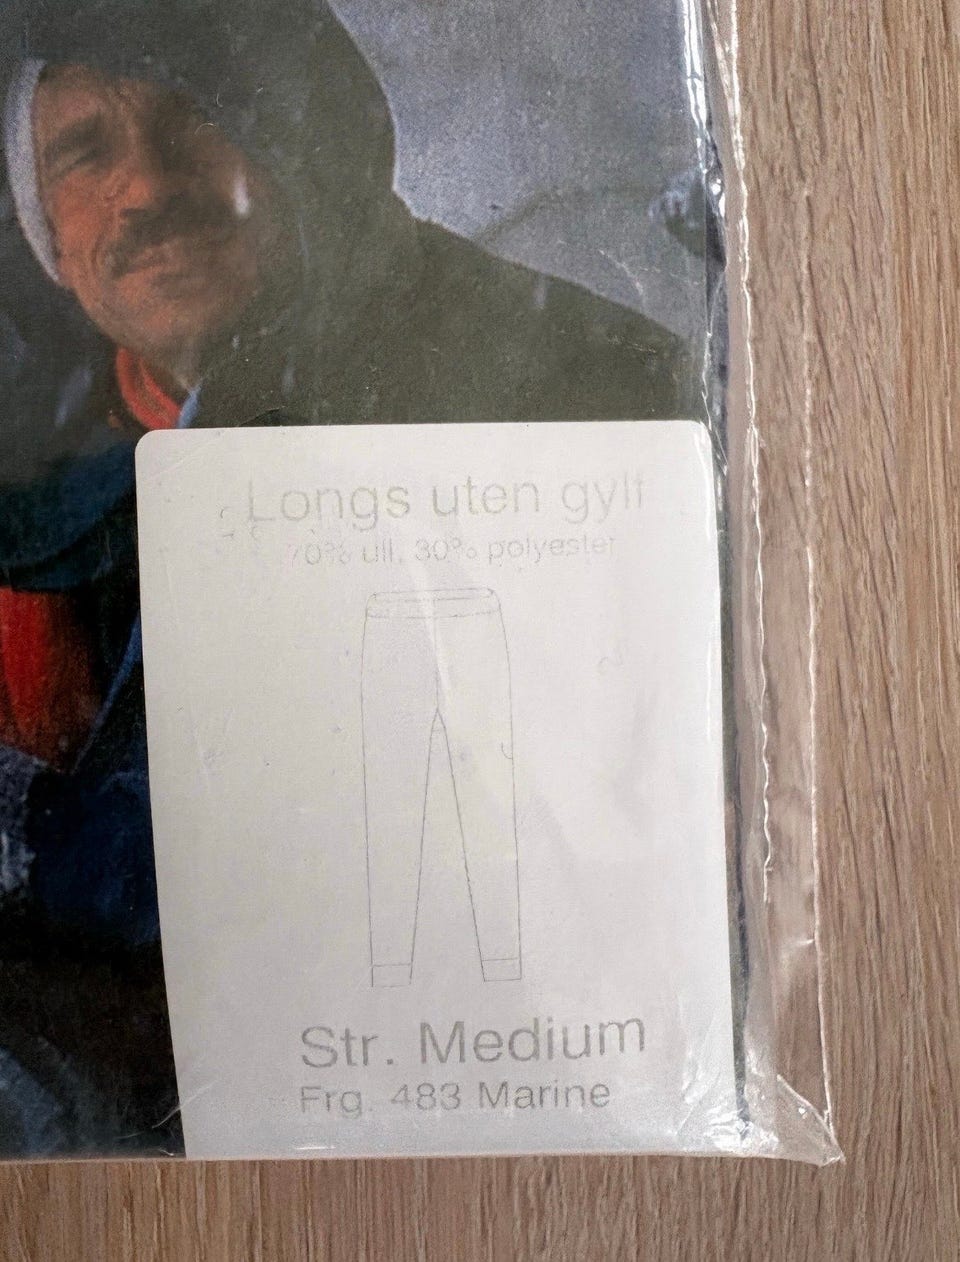 Longs uten gylf
70% ull, 30% polyester
Str. Medium
Frg. 483 Marine